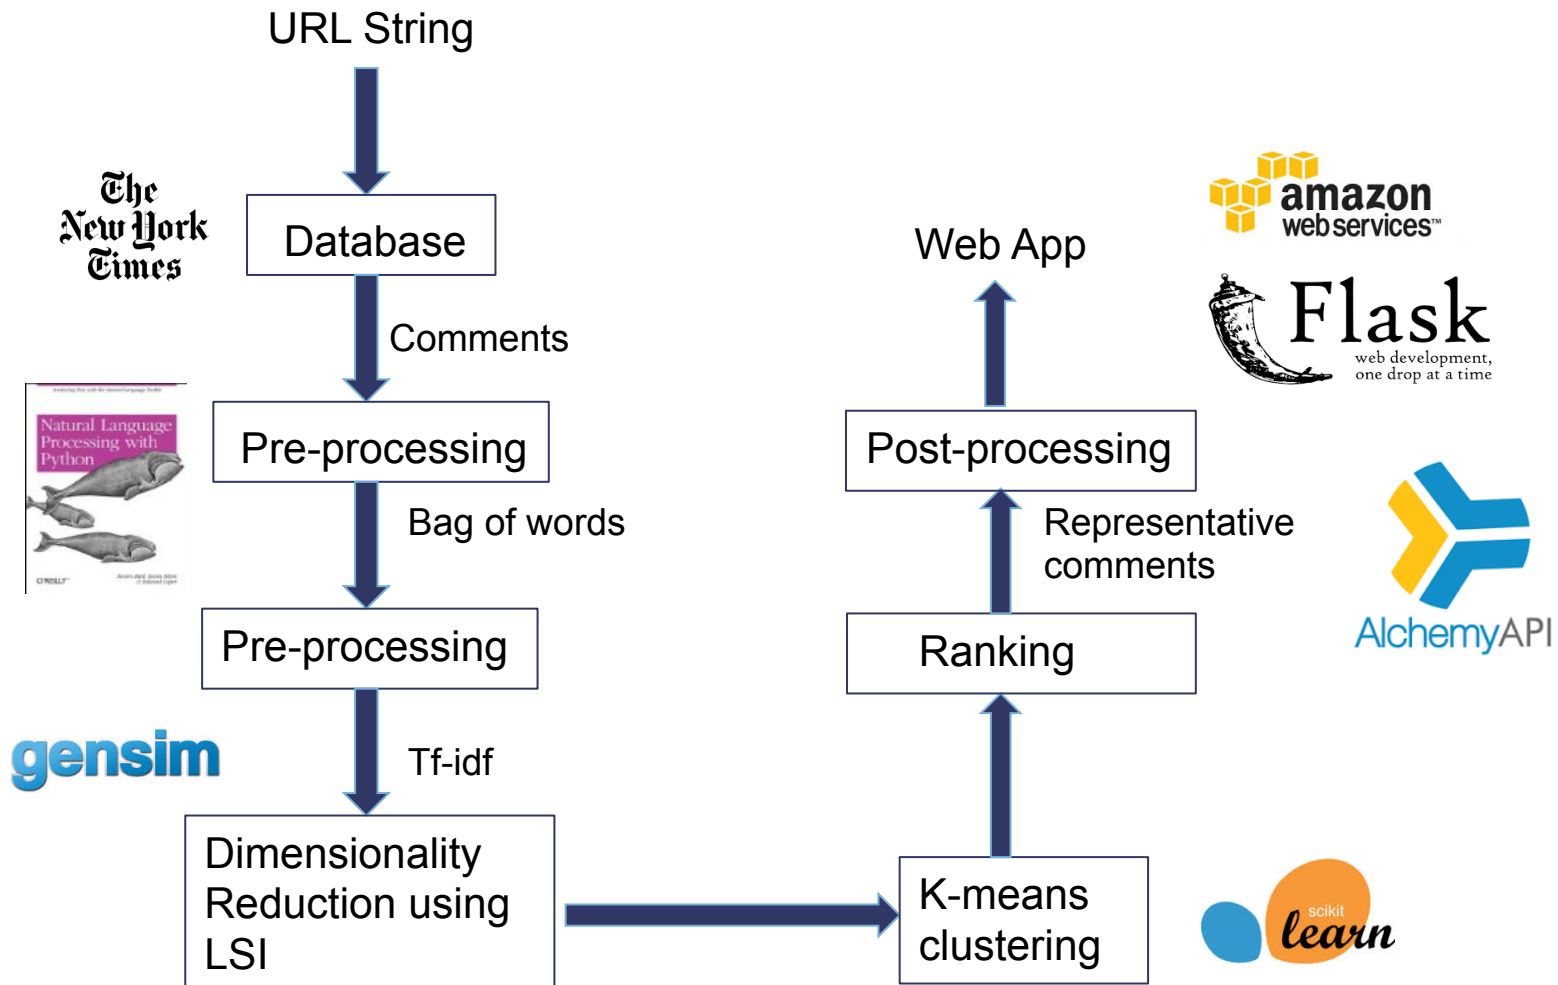 URL String
The
New York
Times
Database
Comments
Natural Language
Processing with
Python
O'REILLY
Pre-processing
Bag of words
Pre-processing
gensim
Tf-idf
Dimensionality
Reduction using
LSI
K-means
clustering
scikit
learn
Ranking
Representative
comments
AlchemyAPI
Post-processing
Web App
amazon
web services™
Flask
web development,
one drop at a time